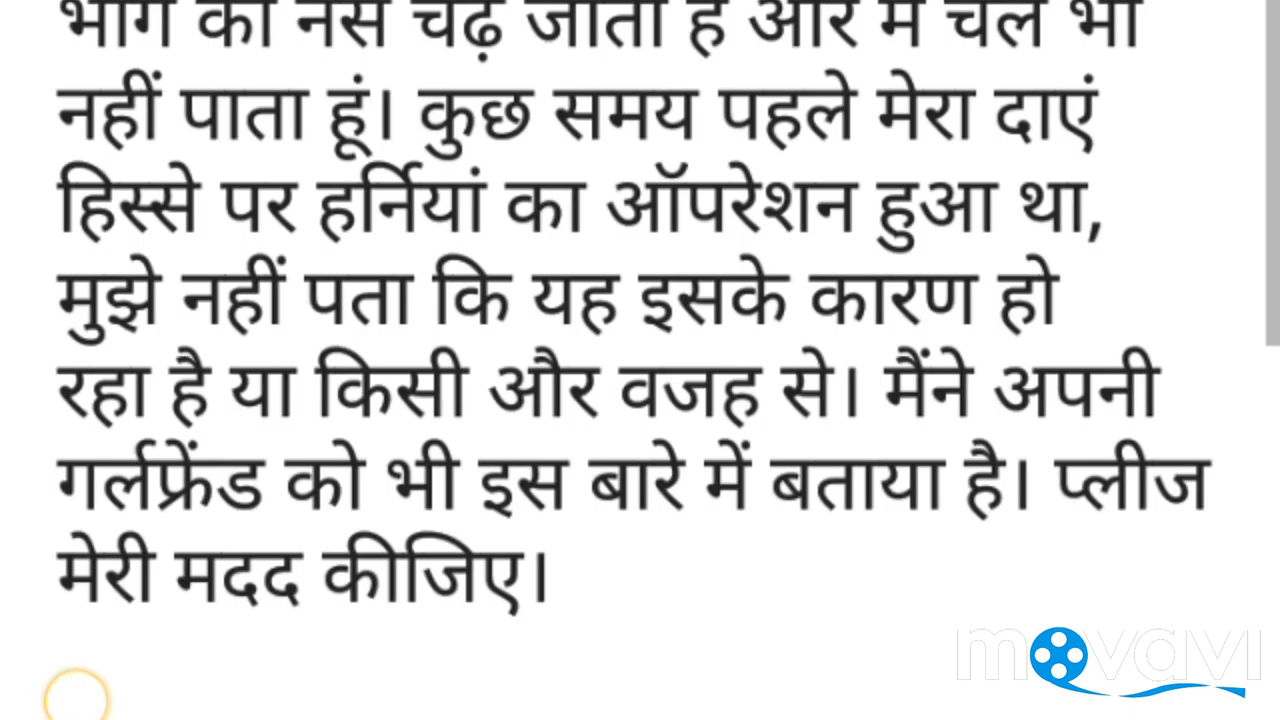 भाग की नस चढ़ जाती है और मैं चल भी
नहीं पाता हूं। कुछ समय पहले मेरा दाएं
हिस्से पर हर्नियां का ऑपरेशन हुआ था,
मुझे नहीं पता कि यह इसके कारण हो
रहा है या किसी और वजह से। मैंने अपनी
गर्लफ्रेंड को भी इस बारे में बताया है। प्लीज
मेरी मदद कीजिए।
movavi